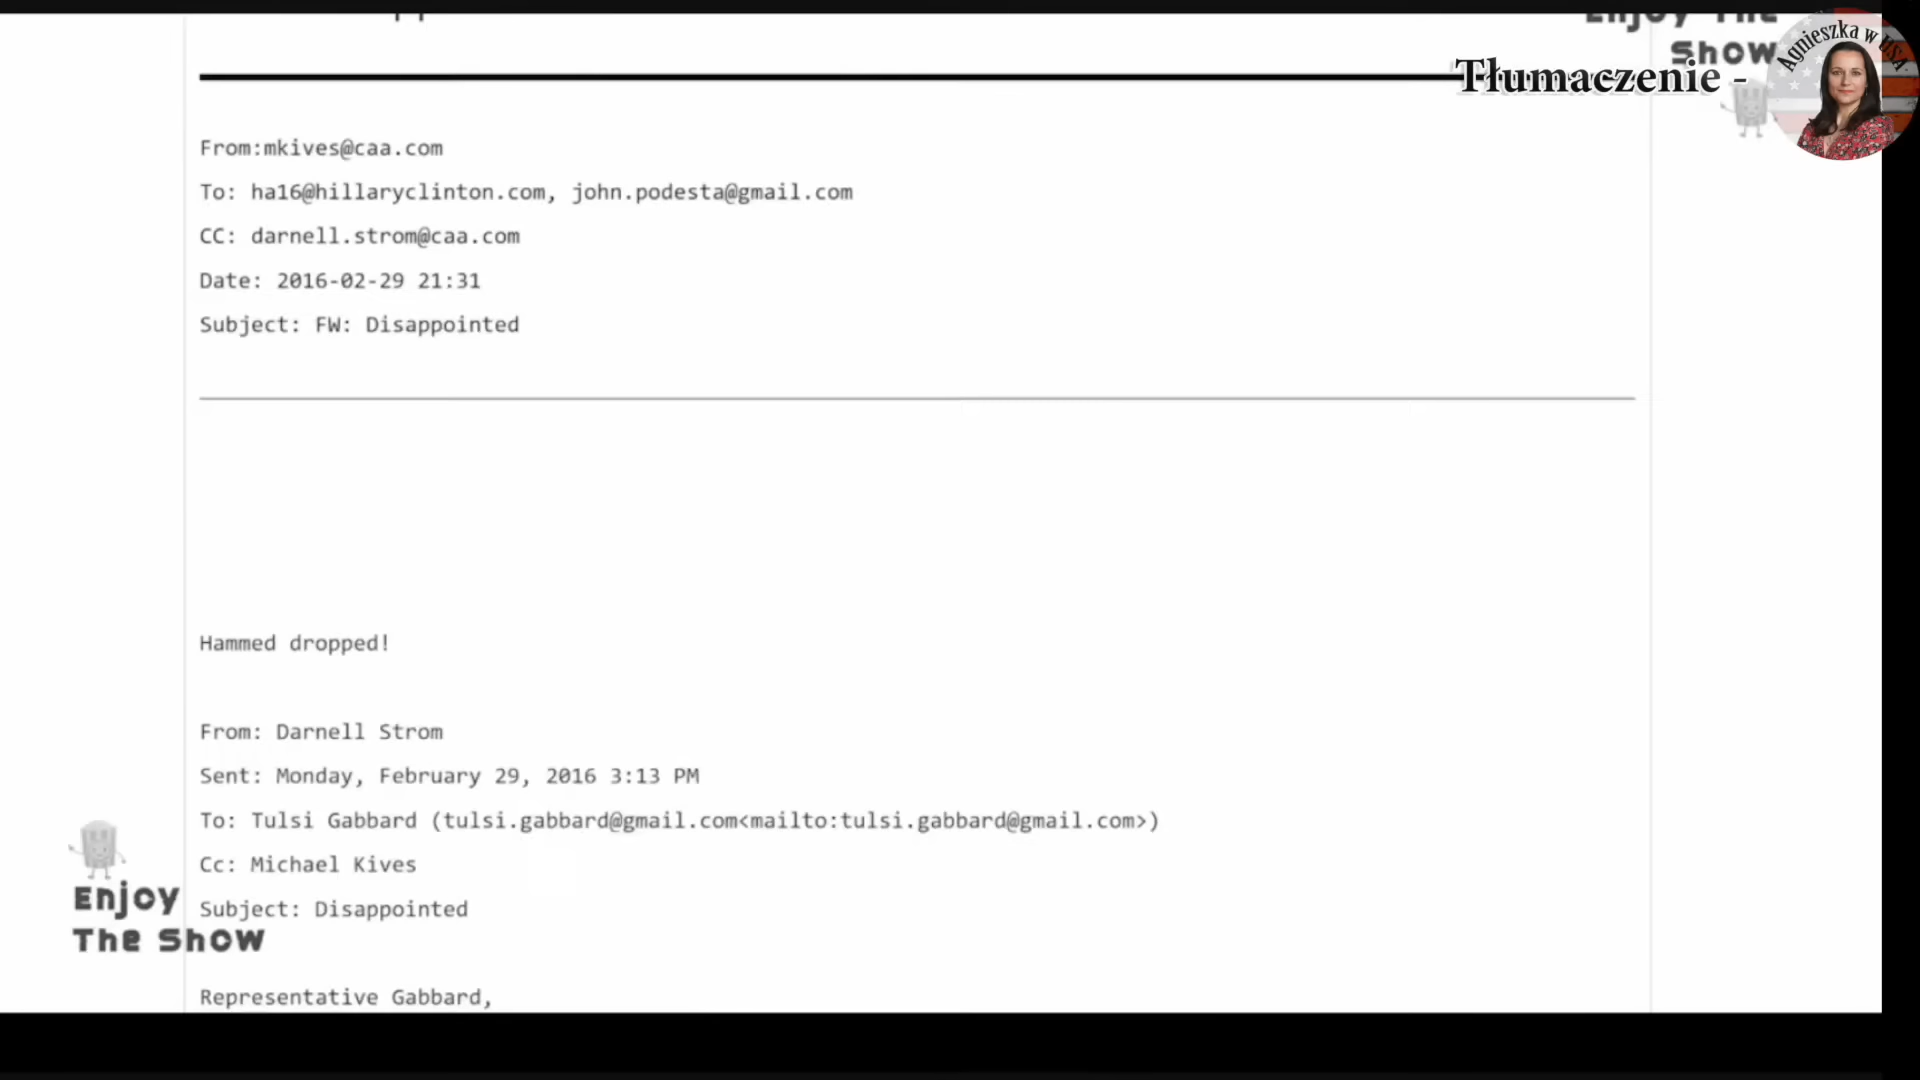 Enjoy The
Show
Agnieszka w USA
Tłumaczenie -
From:mkives@caa.com
To: ha16@hillaryclinton.com, john.podesta@gmail.com
CC: darnell.strom@caa.com
Date: 2016-02-29 21:31
Subject: FW: Disappointed
Hammed dropped!
From: Darnell Strom
Sent: Monday, February 29, 2016 3:13 PM
To: Tulsi Gabbard (tulsi.gabbard@gmail.com<mailto:tulsi.gabbard@gmail.com>)
Cc: Michael Kives
Subject: Disappointed
Enjoy
The Show
Representative Gabbard,